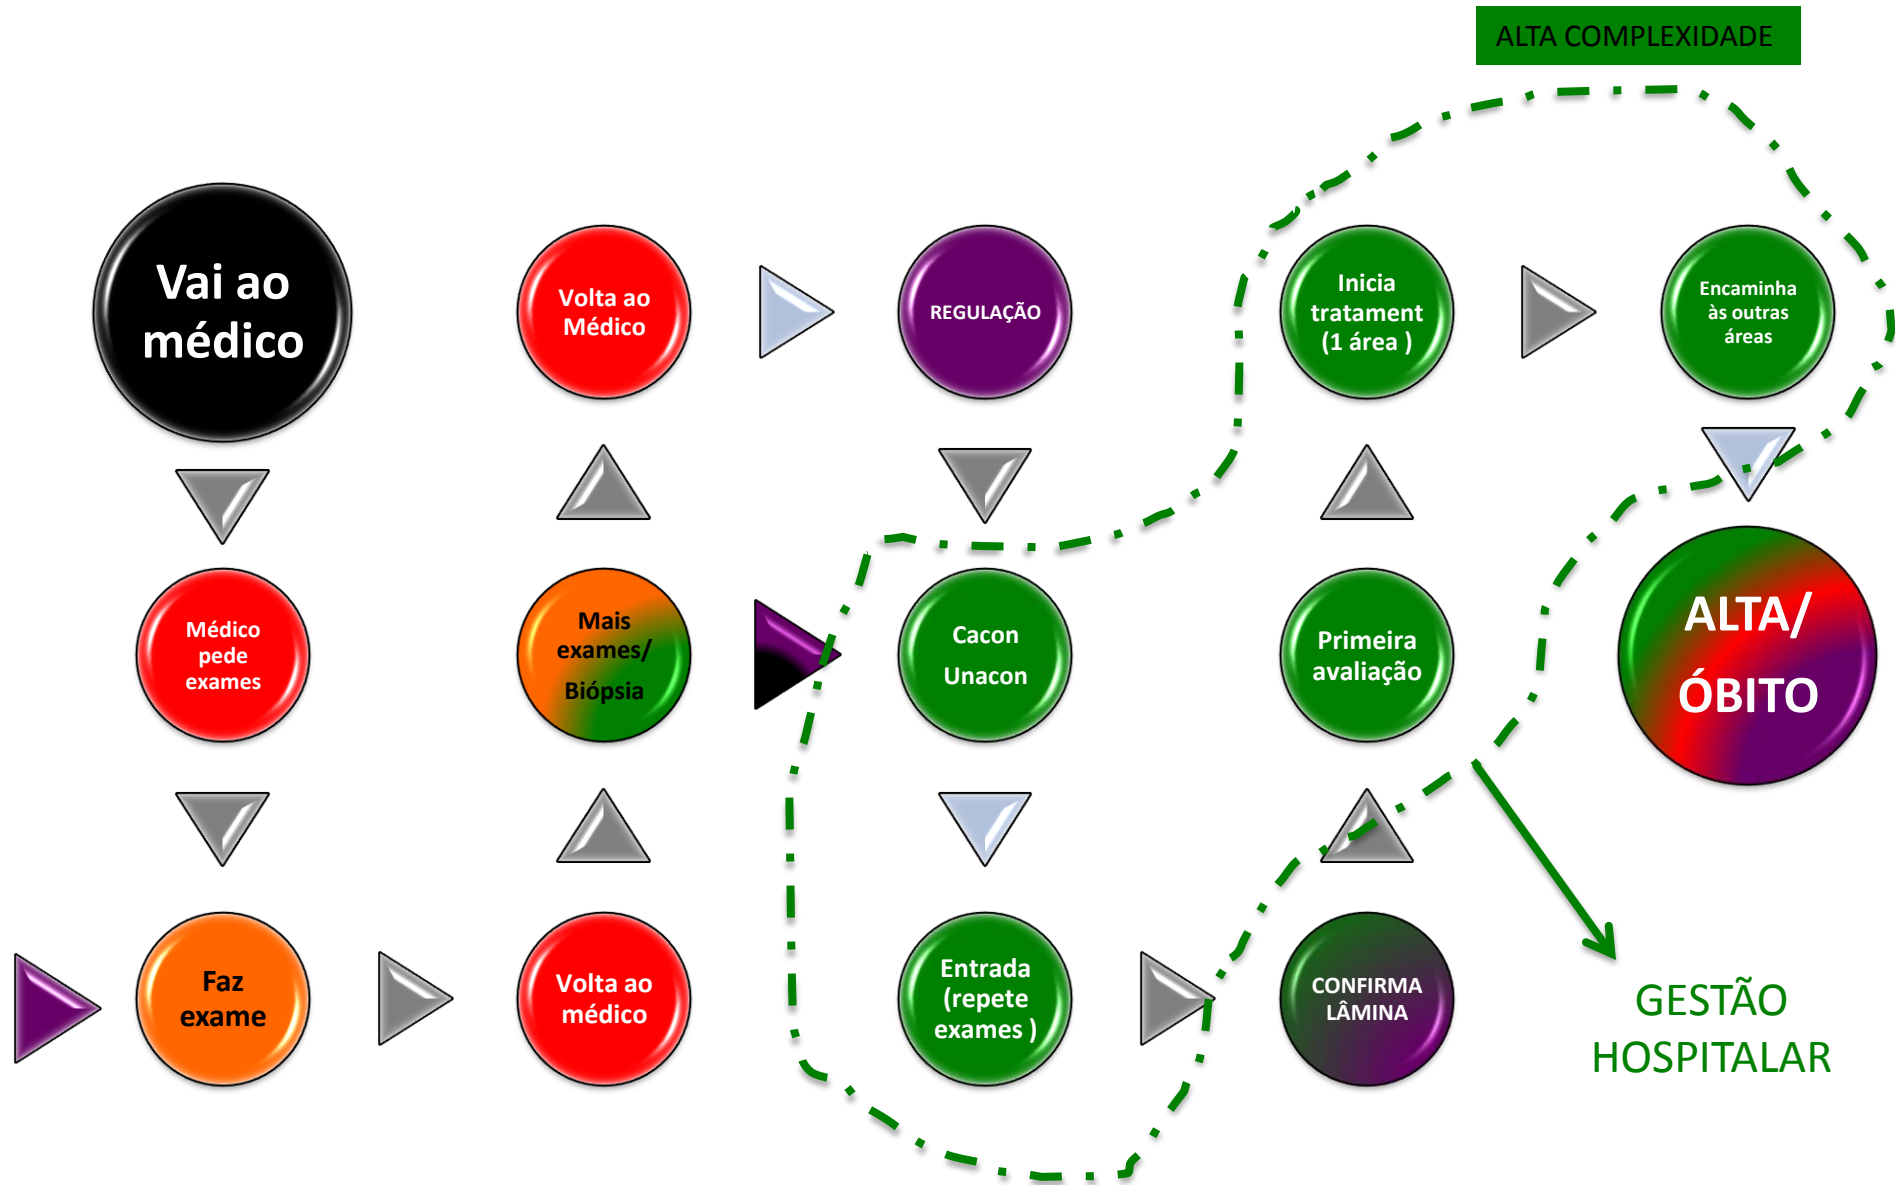 ALTA COMPLEXIDADE
Vai ao
médico
Volta ao
Médico
REGULAÇÃO
Inicia
tratament
(1 área )
Encaminha
às outras
áreas
Médico
pede
exames
Mais
exames/
Biópsia
Cacon
Unacon
Primeira
avaliação
ALTA/
ÓBITO
Faz
exame
Volta ao
médico
Entrada
(repete
exames )
CONFIRMA
LÂMINA
GESTÃO
HOSPITALAR